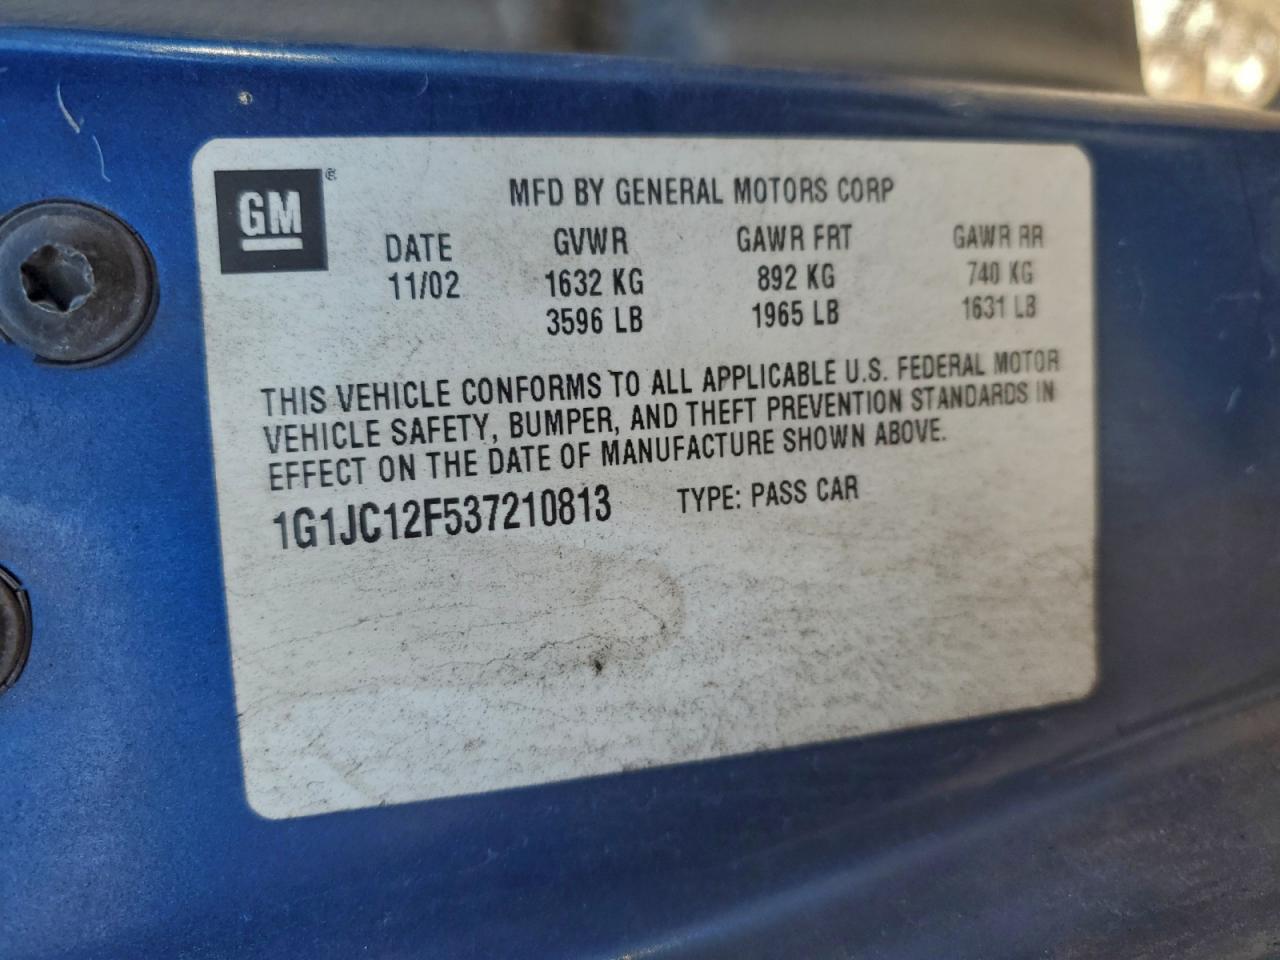 GM®
MFD BY GENERAL MOTORS CORP
DATE GVWR GAWR FRT GAWR RR
11/02 1632 KG 892 KG 740 KG
3596 LB 1965 LB 1631 LB
THIS VEHICLE CONFORMS TO ALL APPLICABLE U.S. FEDERAL MOTOR
VEHICLE SAFETY, BUMPER, AND THEFT PREVENTION STANDARDS IN
EFFECT ON THE DATE OF MANUFACTURE SHOWN ABOVE.
1G1JC12F537210813 TYPE: PASS CAR